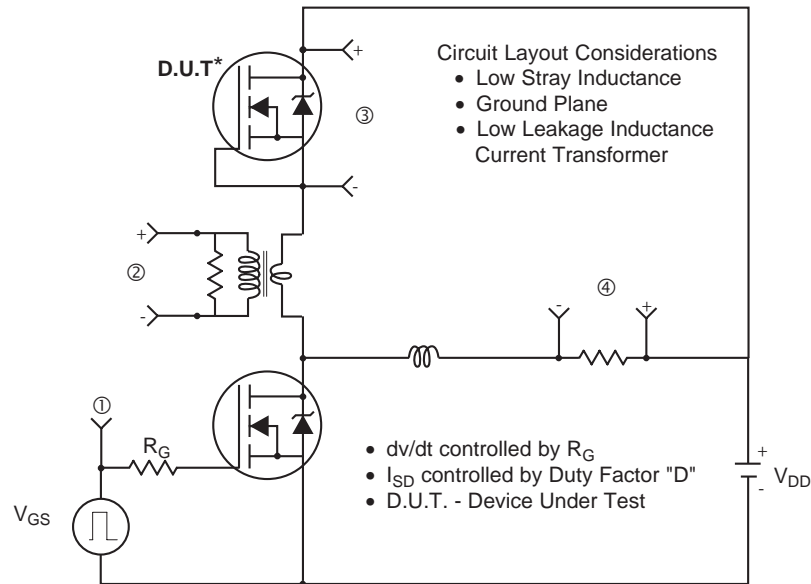 D.U.T*
+
Circuit Layout Considerations
• Low Stray Inductance
• Ground Plane
• Low Leakage Inductance
Current Transformer
③
-
+
②
-
④
-
+
①
R_G
V_GS
• dv/dt controlled by R_G
• I_SD controlled by Duty Factor "D"
• D.U.T. - Device Under Test
+
V_DD
-